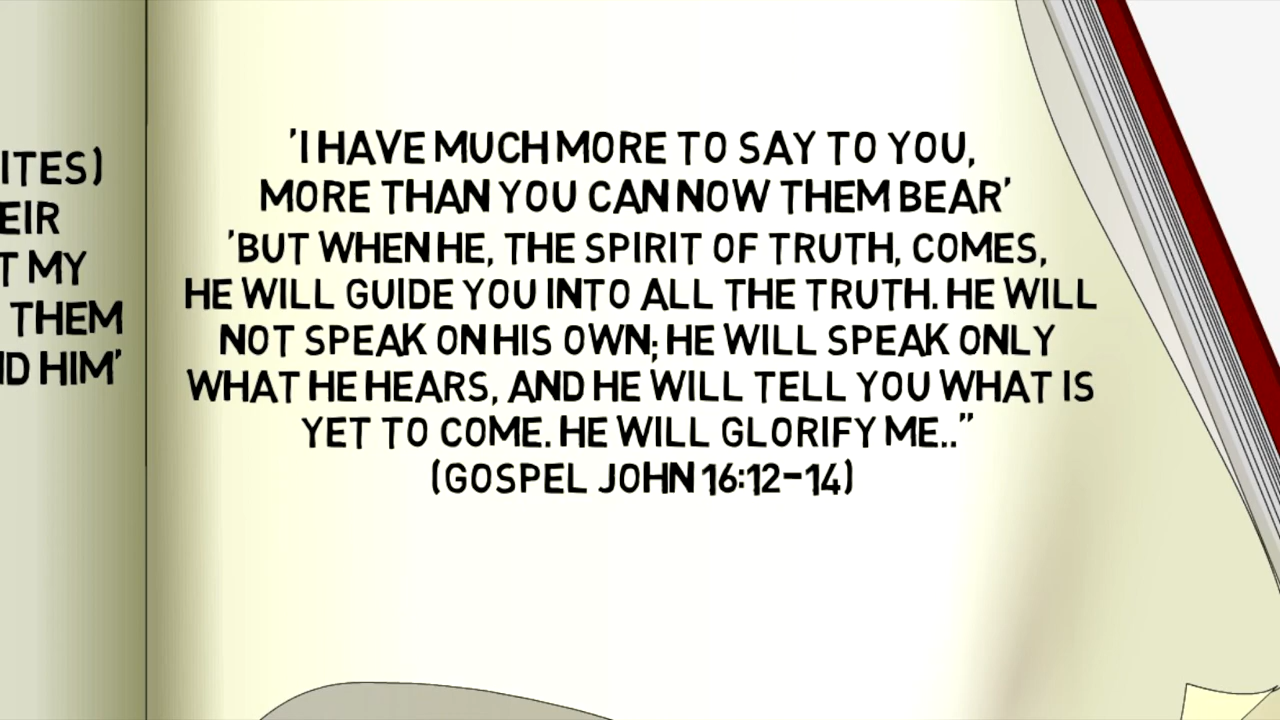 ITES)
EIR
T MY
THEM
ND HIM'
'I HAVE MUCH MORE TO SAY TO YOU,
MORE THAN YOU CAN NOW THEM BEAR'
'BUT WHEN HE, THE SPIRIT OF TRUTH, COMES,
HE WILL GUIDE YOU INTO ALL THE TRUTH. HE WILL
NOT SPEAK ON HIS OWN; HE WILL SPEAK ONLY
WHAT HE HEARS, AND HE WILL TELL YOU WHAT IS
YET TO COME. HE WILL GLORIFY ME.."
(GOSPEL JOHN 16:12-14)